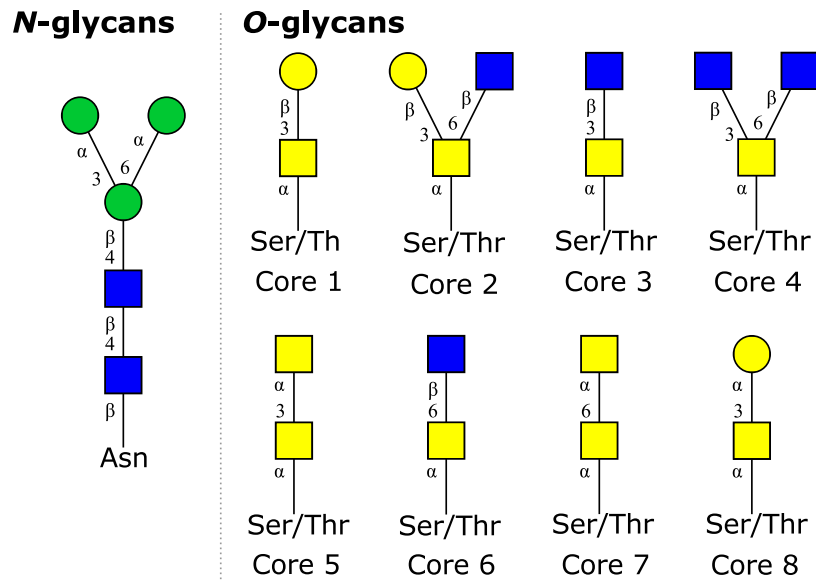 N-glycans
α α
3 6
β
4
β
4
β
Asn
O-glycans
β
3
α
Ser/Th
Core 1
β β
3 6
α
Ser/Thr
Core 2
β
3
α
Ser/Thr
Core 3
β β
3 6
α
Ser/Thr
Core 4
α
3
α
Ser/Thr
Core 5
β
6
α
Ser/Thr
Core 6
α
6
α
Ser/Thr
Core 7
α
3
α
Ser/Thr
Core 8